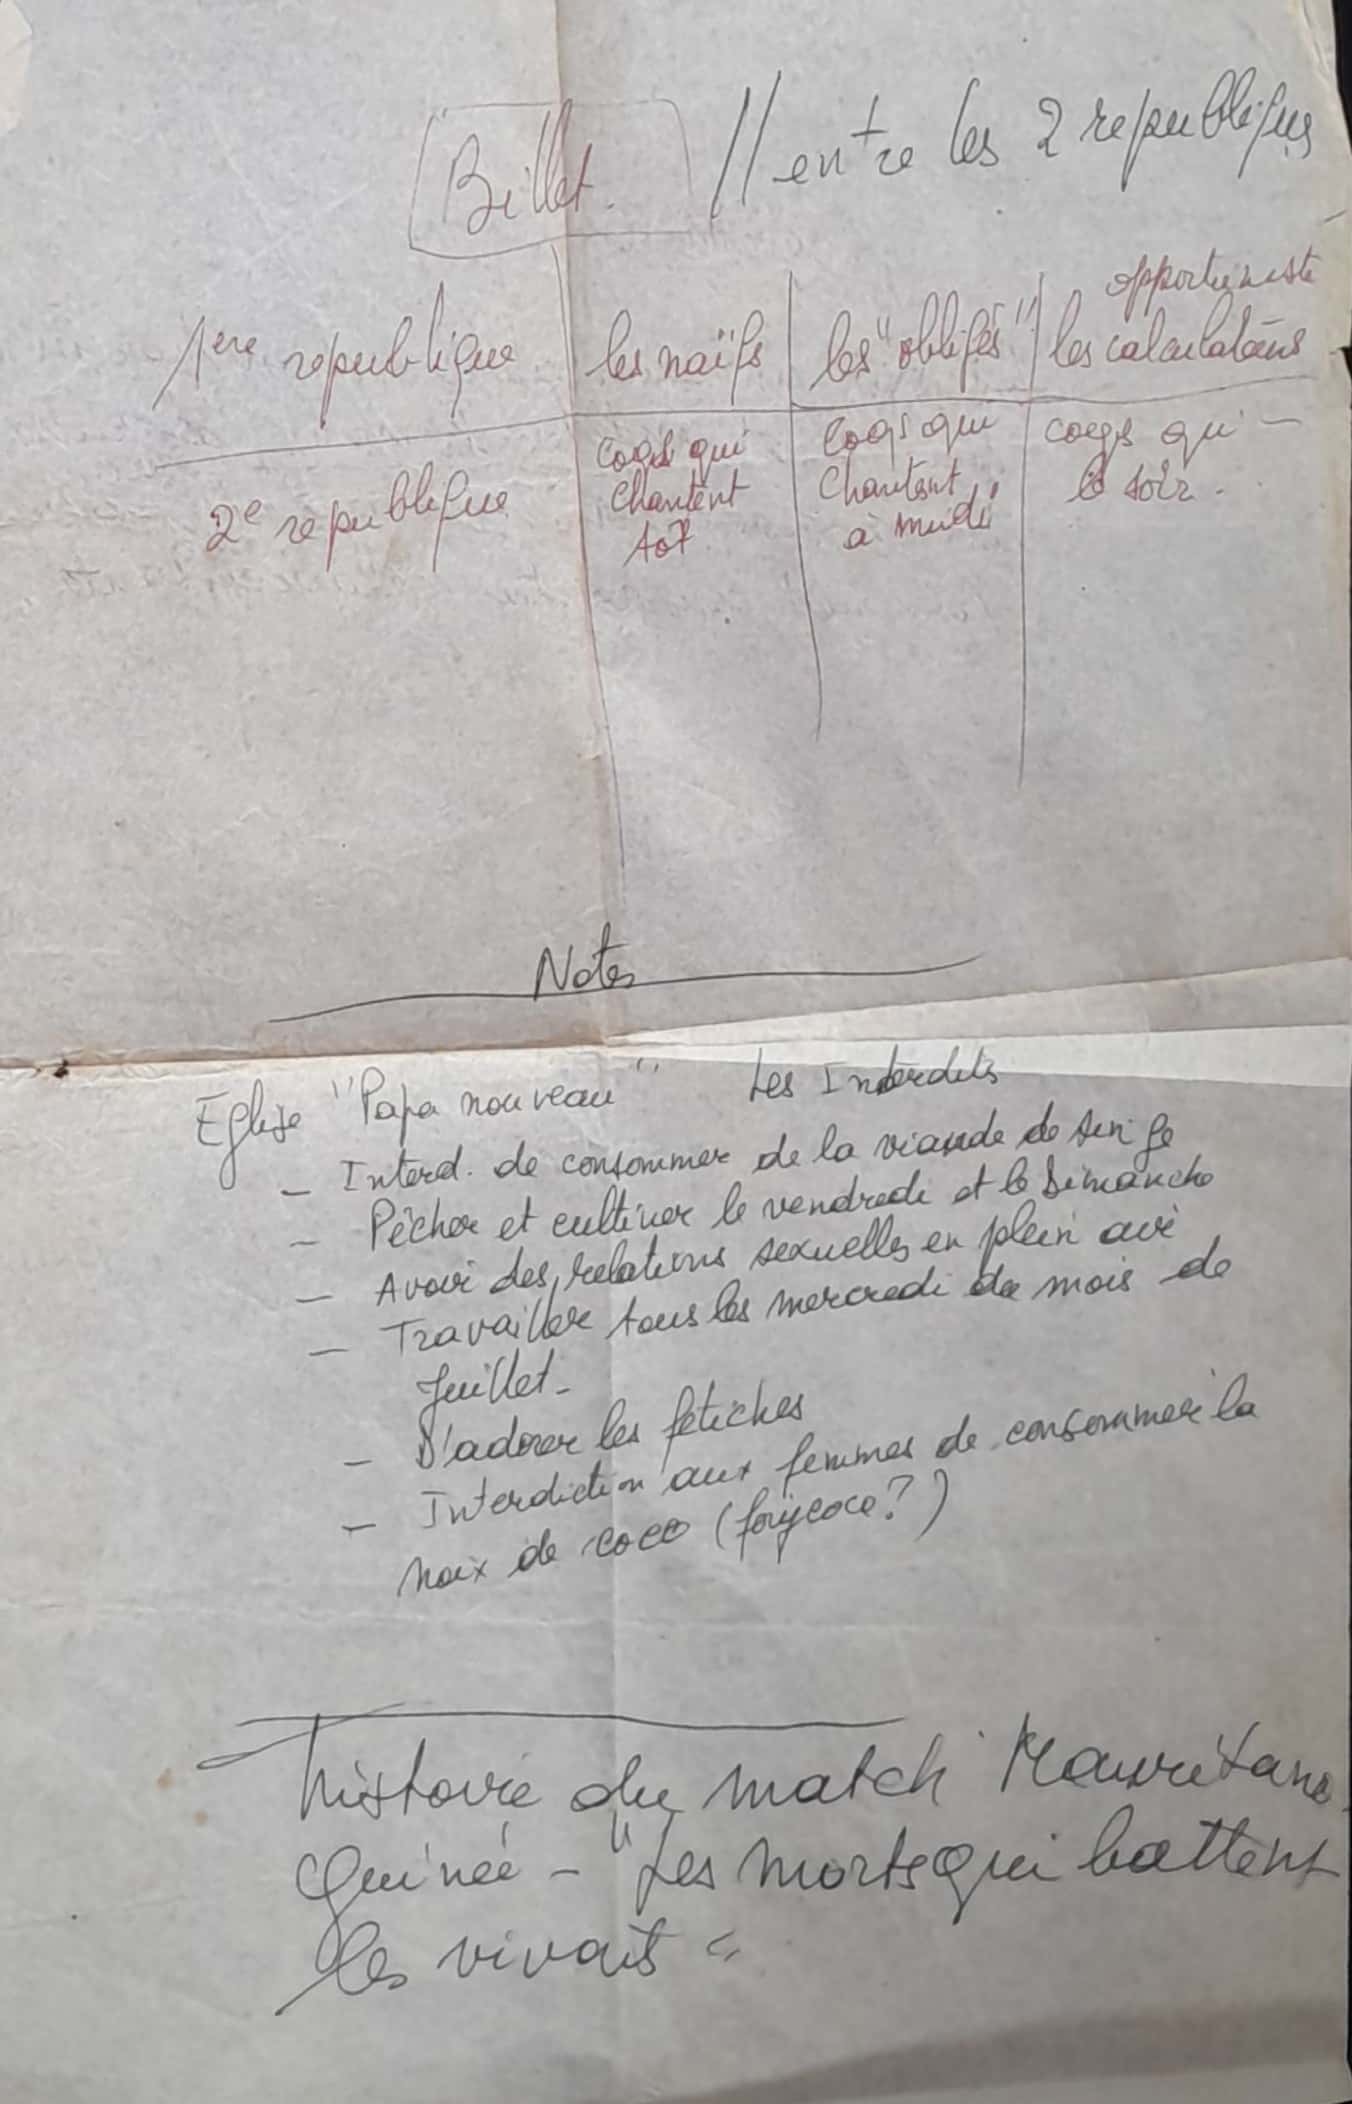 Billet. // entre les 2 republiques
opportuniste
1ere republique les naïfs les "obligés" les calculateurs
2e republique coqs qui chantent tôt coqs qui chantent à midi coqs qui — le soir.
Notes
Eglise "Papa nouveau" Les Interdits
- Interd. de consommer de la viande de singe
- Pêcher et cultiver le vendredi et le Dimanche
- Avoir des relations sexuelles en plein air
- Travailler tous les mercredi du mois de
Juillet-
- D'adorer les fétiches
- Interdiction aux femmes de consommer la
noix de coco ( ?)
histoire du match Mauritanie
Guinée - "Les morts qui battent
les vivants"